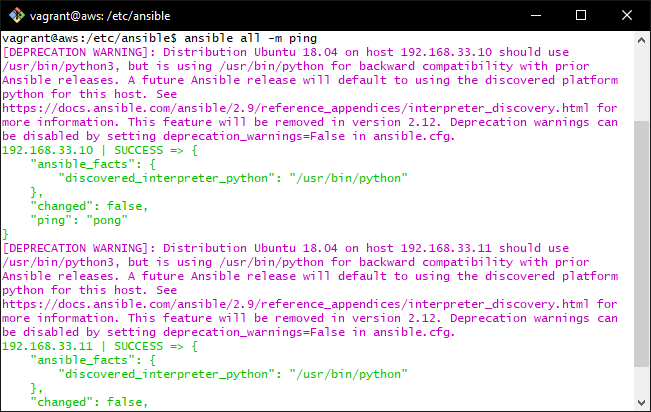 vagrant@aws: /etc/ansible
vagrant@aws:/etc/ansible$ ansible all -m ping
[DEPRECATION WARNING]: Distribution Ubuntu 18.04 on host 192.168.33.10 should use
/usr/bin/python3, but is using /usr/bin/python for backward compatibility with prior
Ansible releases. A future Ansible release will default to using the discovered platform
python for this host. See
https://docs.ansible.com/ansible/2.9/reference_appendices/interpreter_discovery.html for
more information. This feature will be removed in version 2.12. Deprecation warnings can
be disabled by setting deprecation_warnings=False in ansible.cfg.
192.168.33.10 | SUCCESS => {
    "ansible_facts": {
        "discovered_interpreter_python": "/usr/bin/python"
    },
    "changed": false,
    "ping": "pong"
}
[DEPRECATION WARNING]: Distribution Ubuntu 18.04 on host 192.168.33.11 should use
/usr/bin/python3, but is using /usr/bin/python for backward compatibility with prior
Ansible releases. A future Ansible release will default to using the discovered platform
python for this host. See
https://docs.ansible.com/ansible/2.9/reference_appendices/interpreter_discovery.html for
more information. This feature will be removed in version 2.12. Deprecation warnings can
be disabled by setting deprecation_warnings=False in ansible.cfg.
192.168.33.11 | SUCCESS => {
    "ansible_facts": {
        "discovered_interpreter_python": "/usr/bin/python"
    },
    "changed": false,